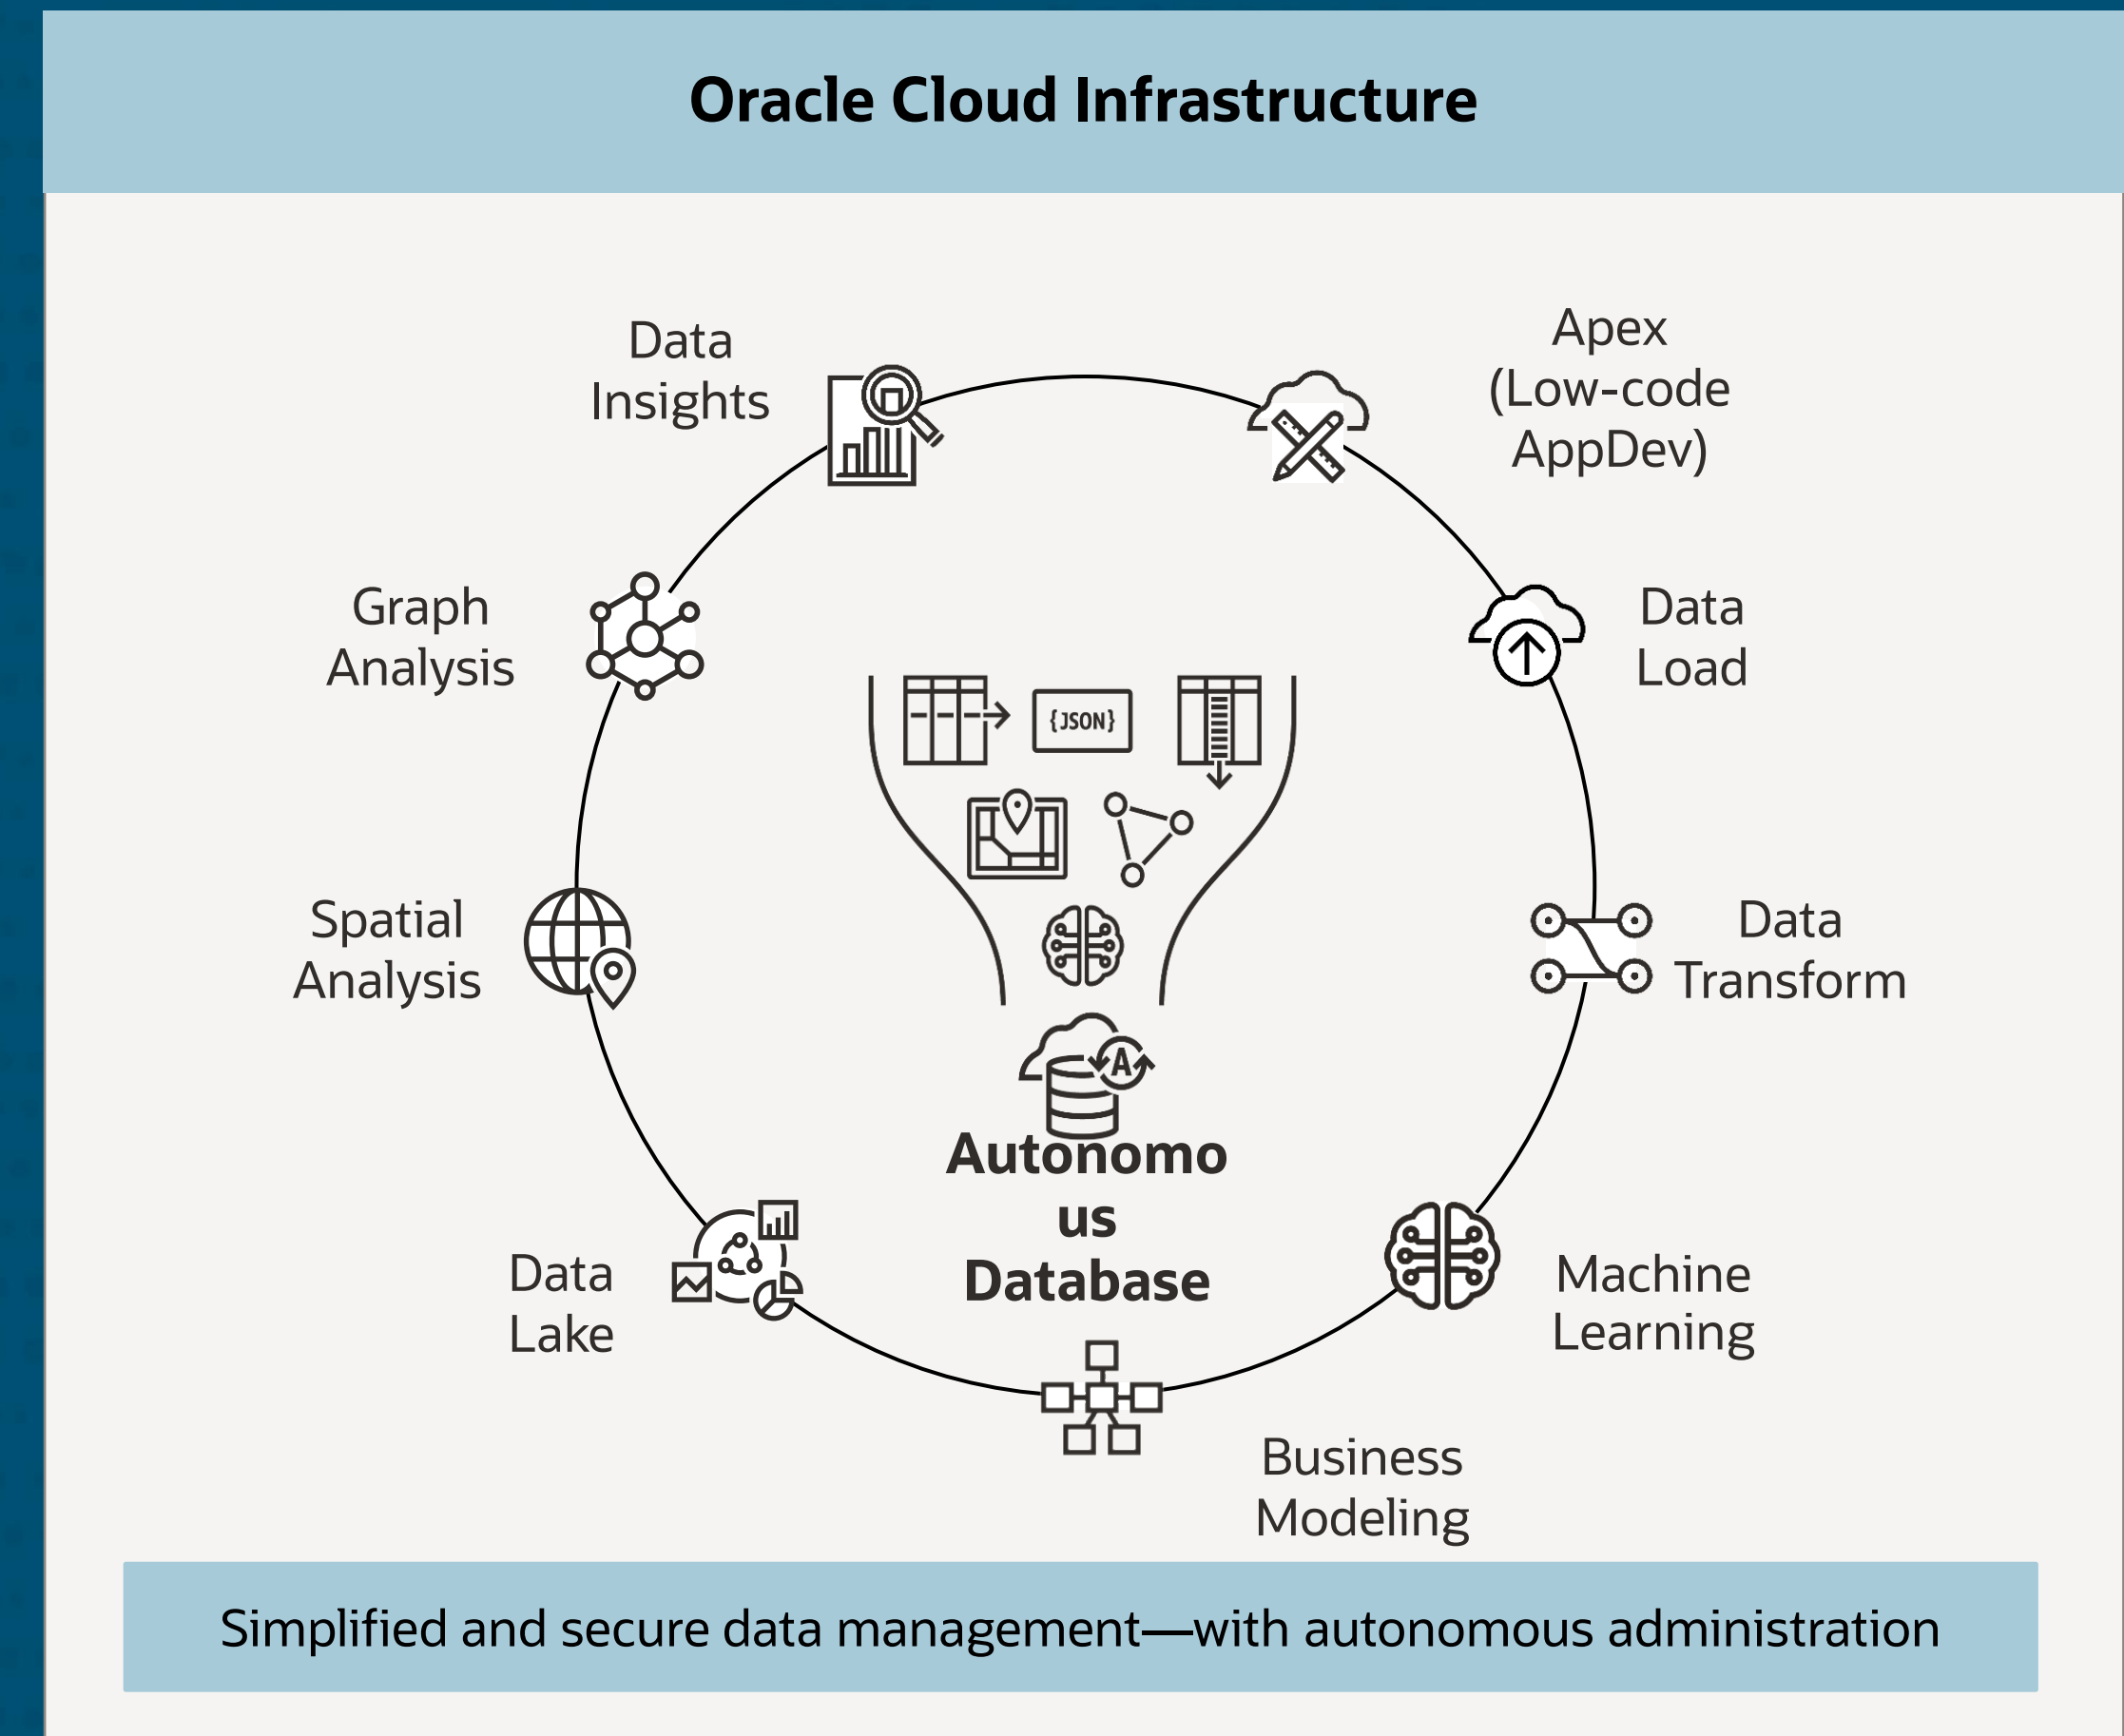 Oracle Cloud Infrastructure
Data
Insights
Apex
(Low-code
AppDev)
Graph
Analysis
Data
Load
{JSON}
Spatial
Analysis
Data
Transform
A
Autonomo
us
Database
Data
Lake
Machine
Learning
Business
Modeling
Simplified and secure data management—with autonomous administration